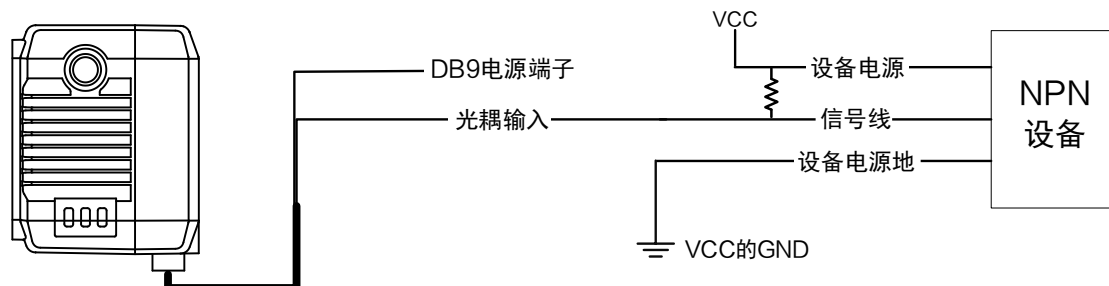 VCC
DB9电源端子
设备电源
光耦输入
信号线
设备电源地
VCC的GND
NPN
设备